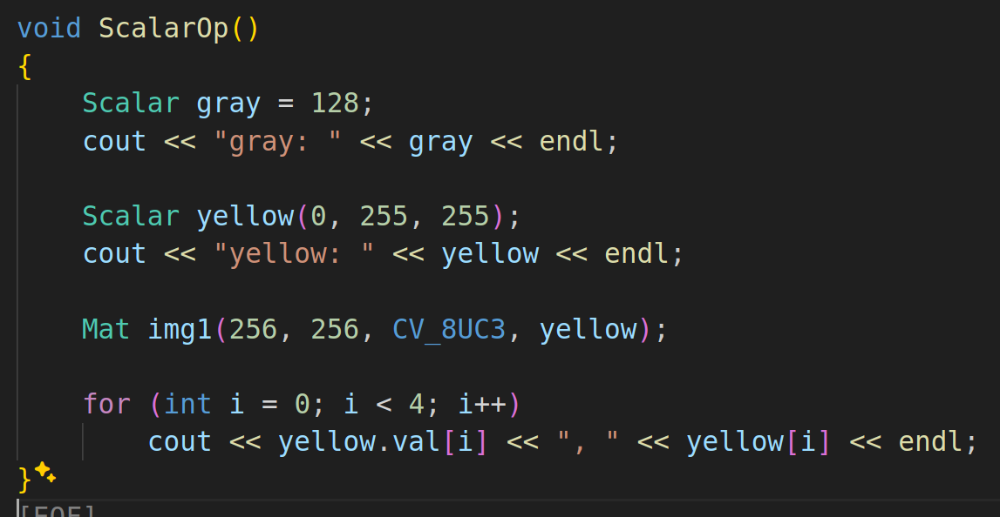 void ScalarOp()
{
    Scalar gray = 128;
    cout << "gray: " << gray << endl;

    Scalar yellow(0, 255, 255);
    cout << "yellow: " << yellow << endl;

    Mat img1(256, 256, CV_8UC3, yellow);

    for (int i = 0; i < 4; i++)
        cout << yellow.val[i] << ", " << yellow[i] << endl;
}
[EOF]